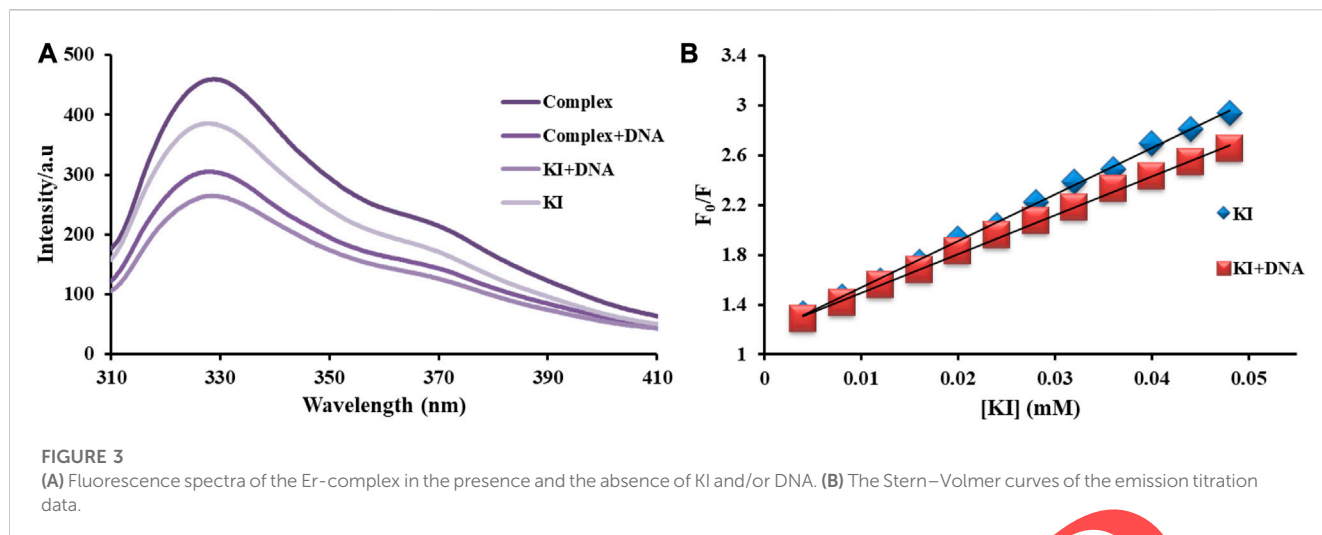 A
500
400
300
200
100
0
Intensity/a.u
310 330 350 370 390 410
Wavelength (nm)
Complex
Complex+DNA
KI+DNA
KI
B
3.4
3
2.6
2.2
1.8
1.4
1
F₀/F
0 0.01 0.02 0.03 0.04 0.05
[KI] (mM)
KI
KI+DNA
FIGURE 3
(A) Fluorescence spectra of the Er-complex in the presence and the absence of KI and/or DNA. (B) The Stern–Volmer curves of the emission titration
data.